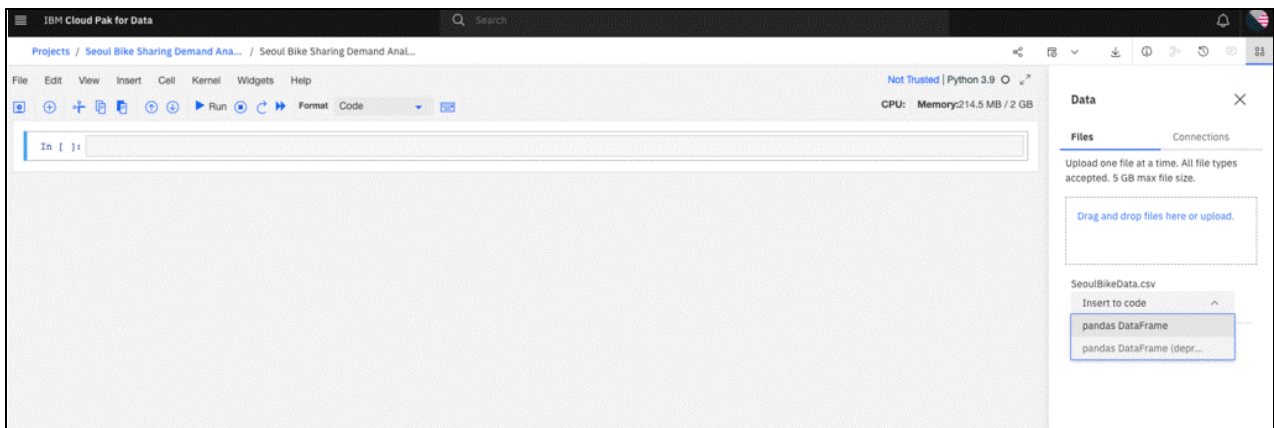 IBM Cloud Pak for Data
Search
Projects / Seoul Bike Sharing Demand Ana... / Seoul Bike Sharing Demand Anal...
File Edit View Insert Cell Kernel Widgets Help
Not Trusted | Python 3.9
Run Format Code
CPU: Memory:214.5 MB / 2 GB
In [ ]:
Data
Files Connections
Upload one file at a time. All file types
accepted. 5 GB max file size.
Drag and drop files here or upload.
SeoulBikeData.csv
Insert to code
pandas DataFrame
pandas DataFrame (depr...